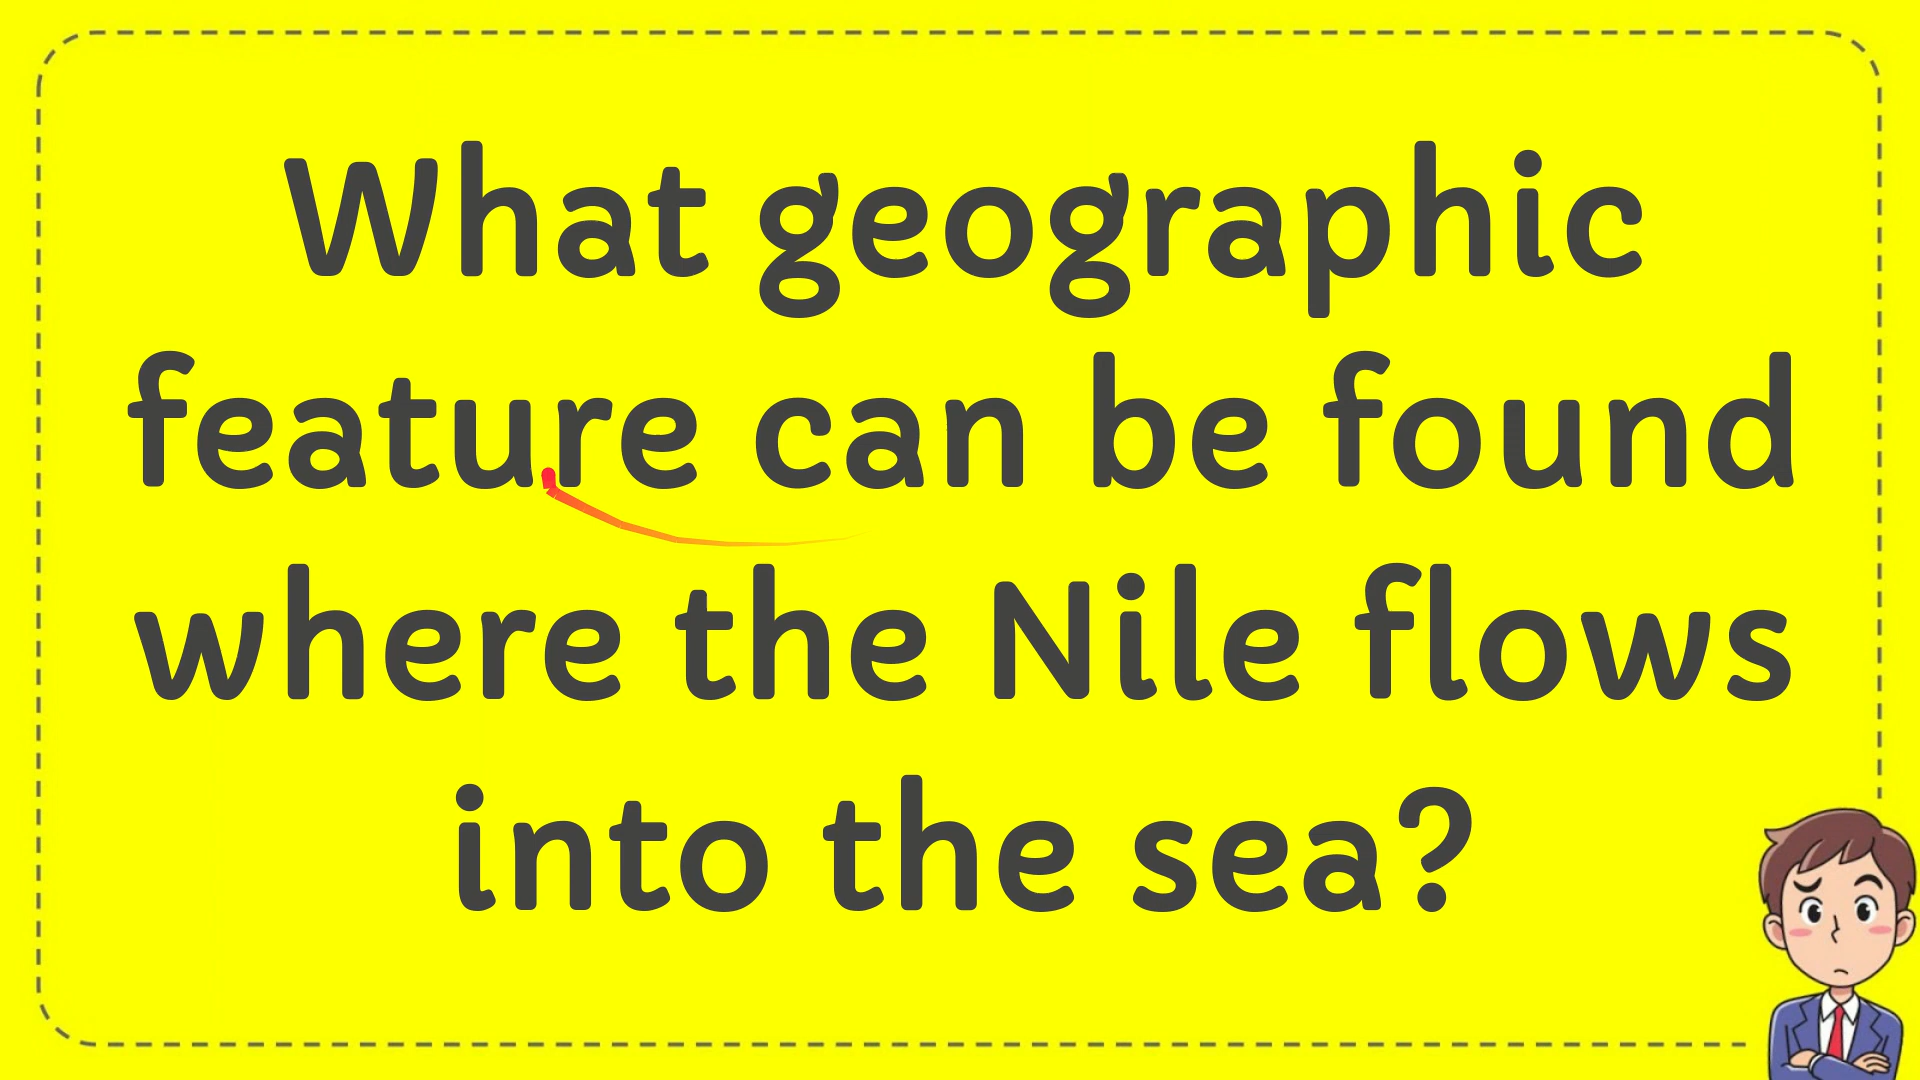 What geographic
feature can be found
where the Nile flows
into the sea?